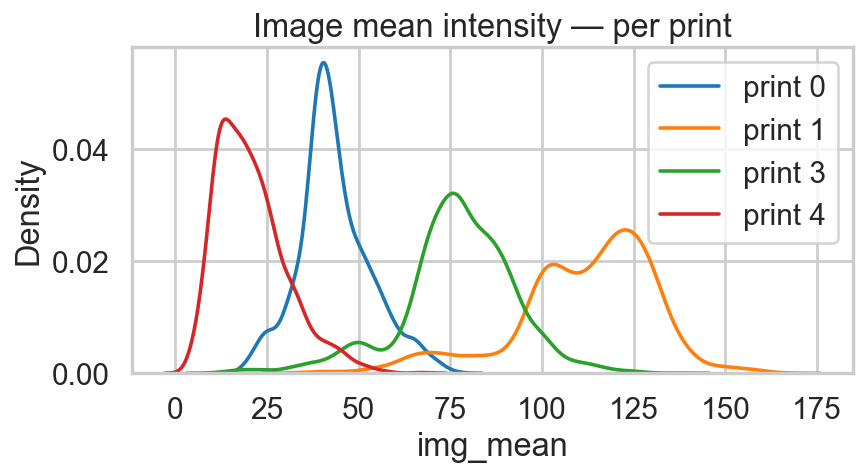 Image mean intensity — per print
print 0
print 1
print 3
print 4
Density
0.04
0.02
0.00
0 25 50 75 100 125 150 175
img_mean